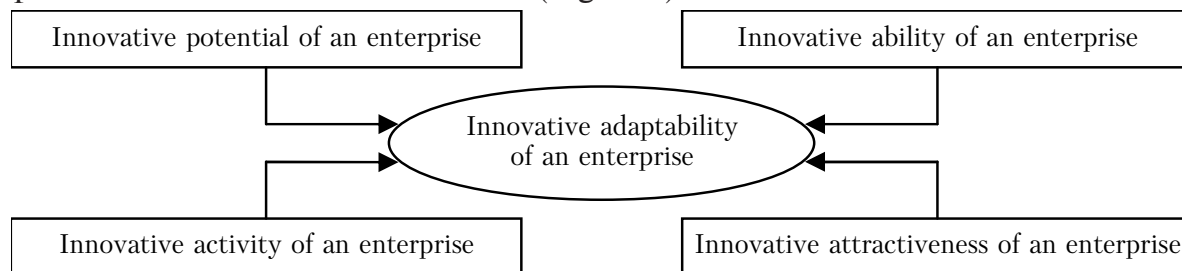 Innovative potential of an enterprise
Innovative ability of an enterprise
Innovative adaptability
of an enterprise
Innovative activity of an enterprise
Innovative attractiveness of an enterprise